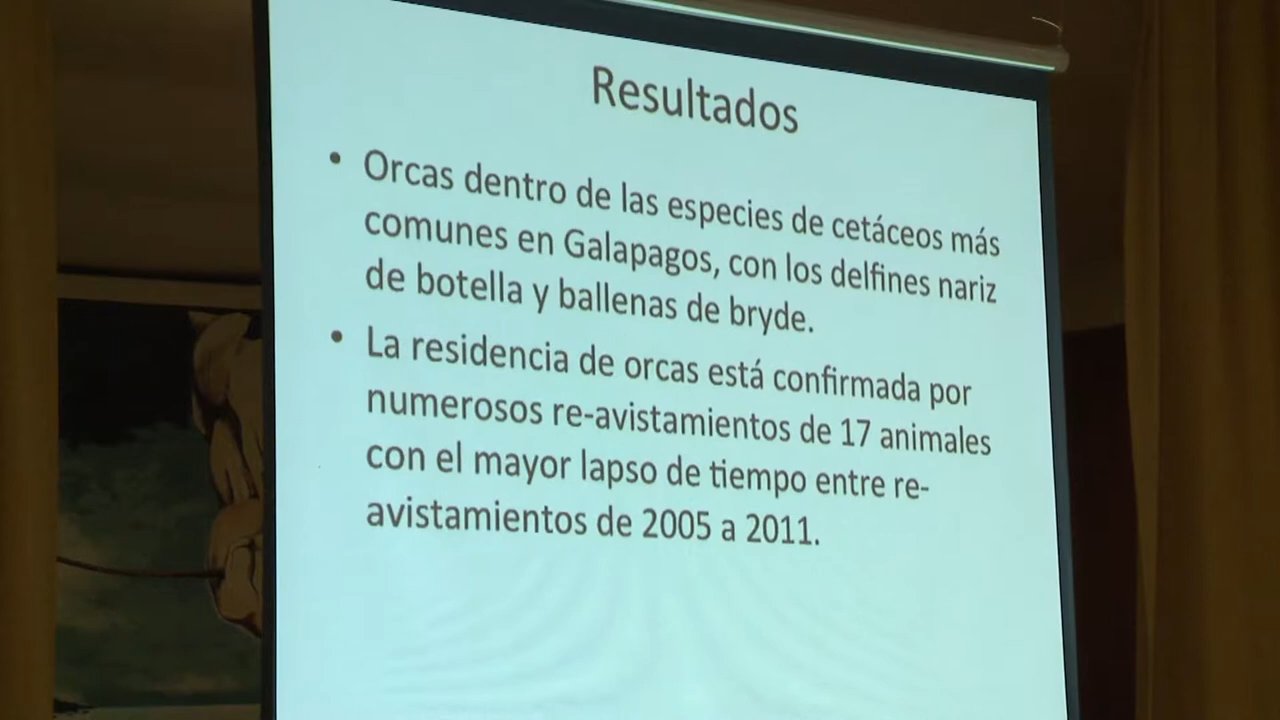 Resultados
• Orcas dentro de las especies de cetáceos más
comunes en Galapagos, con los delfines nariz
de botella y ballenas de bryde.
• La residencia de orcas está confirmada por
numerosos re-avistamientos de 17 animales
con el mayor lapso de tiempo entre re-
avistamientos de 2005 a 2011.